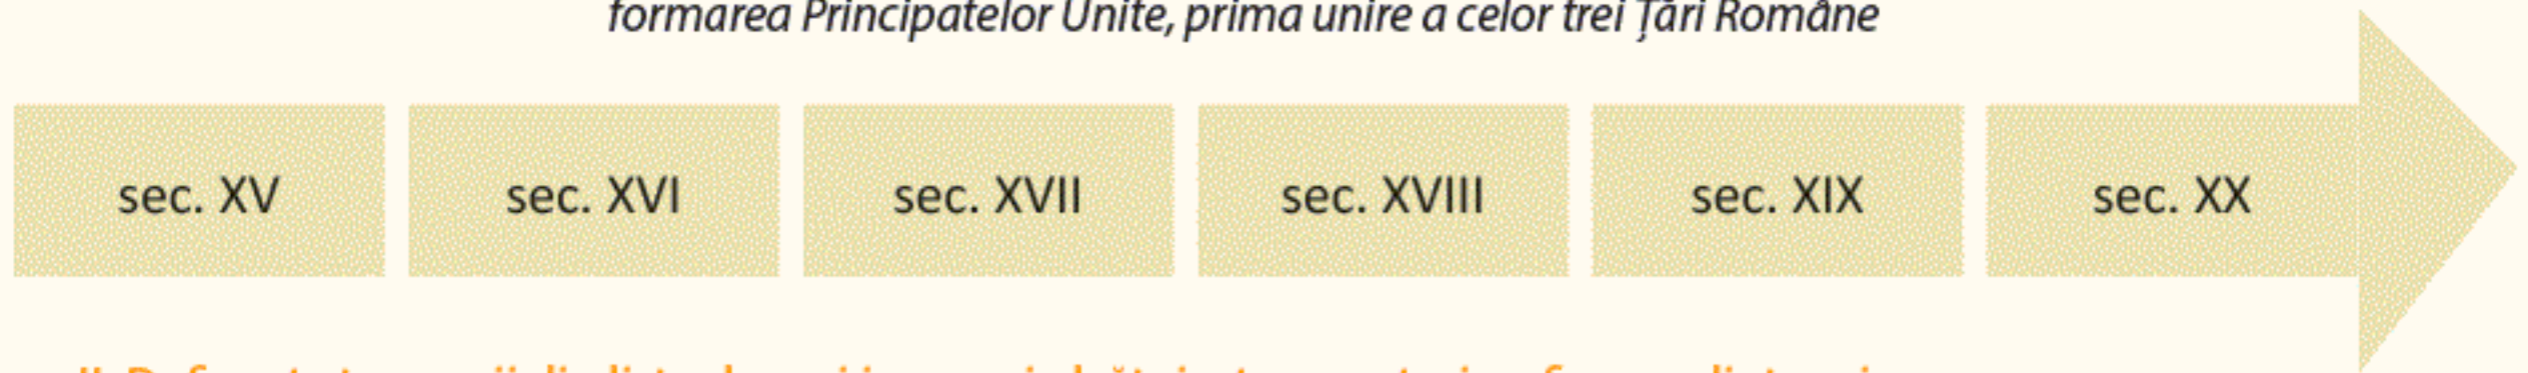 formarea Principatelor Unite, prima unire a celor trei Țări Române
sec. XV sec. XVI sec. XVII sec. XVIII sec. XIX sec. XX
II.